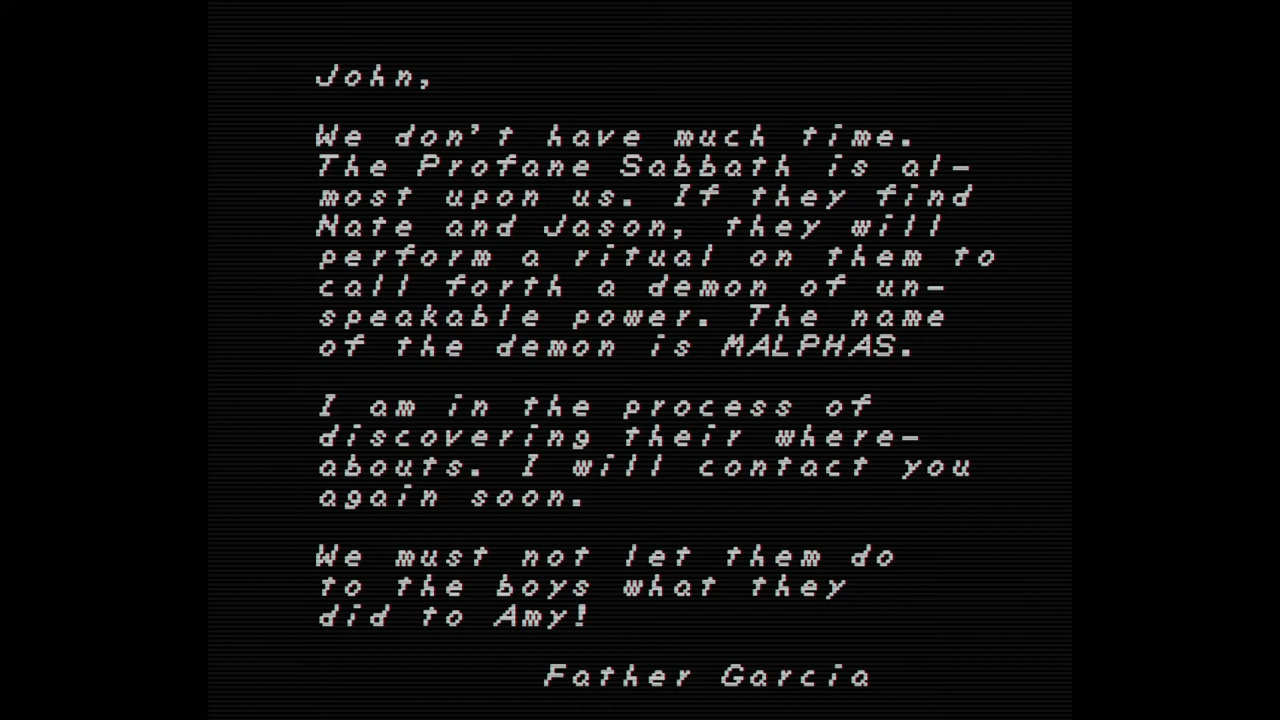 John,
We don't have much time.
The Profane Sabbath is al-
most upon us. If they find
Nate and Jason, they will
perform a ritual on them to
call forth a demon of un-
speakable power. The name
of the demon is MALPHAS.
I am in the process of
discovering their where-
abouts. I will contact you
again soon.
We must not let them do
to the boys what they
did to Amy!
Father Garcia